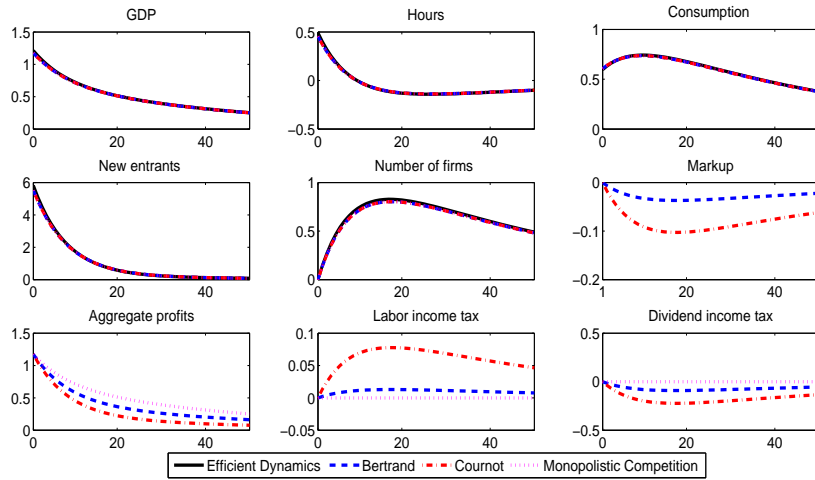 GDP
Hours
Consumption
1.5
1
0.5
0
0 20 40
0.5
0
−0.5
0 20 40
1
0.5
0
0 20 40
New entrants
Number of firms
Markup
6
4
2
0
0 20 40
1
0.5
0
0 20 40
0
−0.1
−0.2
1 20 40
Aggregate profits
Labor income tax
Dividend income tax
1.5
1
0.5
0
0 20 40
0.1
0.05
0
−0.05
0 20 40
0.5
0
−0.5
0 20 40
Efficient Dynamics Bertrand Cournot Monopolistic Competition